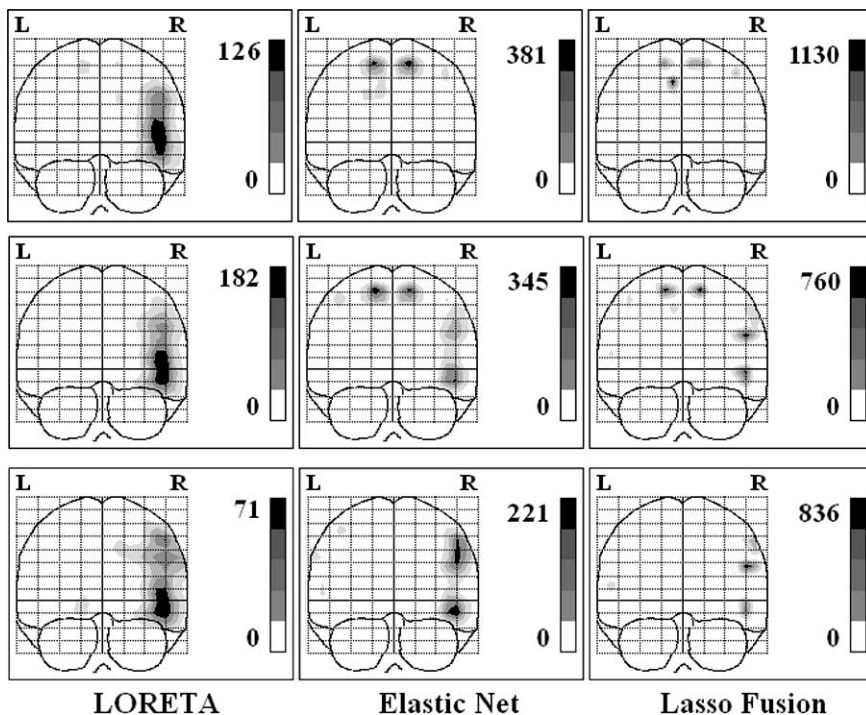 L R L R L R
126 381 1130
0 0 0
L R L R L R
182 345 760
0 0 0
L R L R L R
71 221 836
0 0 0
LORETA Elastic Net Lasso Fusion